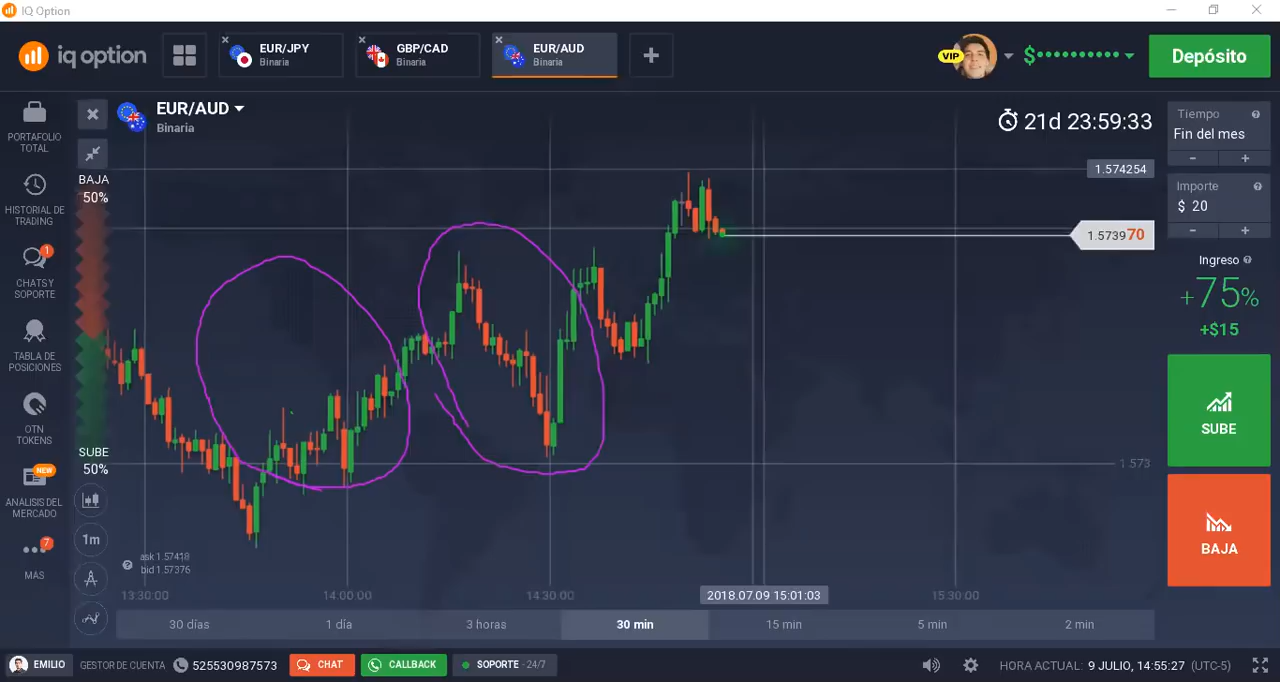 IQ Option
iq option
EUR/JPY
Binaria
GBP/CAD
Binaria
EUR/AUD
Binaria
VIP
$••••••••••
Depósito
PORTAFOLIO
TOTAL
HISTORIAL DE
TRADING
1
CHATS Y
SOPORTE
TABLA DE
POSICIONES
OTN
TOKENS
NEW
ANÁLISIS DEL
MERCADO
7
MÁS
EUR/AUD
Binaria
21d 23:59:33
BAJA
50%
SUBE
50%
1m
ask 1.57418
bid 1.57376
1.574254
1.573970
1.573
13:30:00
14:00:00
14:30:00
2018.07.09 15:01:03
15:30:00
30 días
1 día
3 horas
30 min
15 min
5 min
2 min
Tiempo
Fin del mes
- +
Importe
$ 20
- +
Ingreso
+75%
+$15
SUBE
BAJA
EMILIO
GESTOR DE CUENTA
525530987573
CHAT
CALLBACK
SOPORTE - 24/7
HORA ACTUAL: 9 JULIO, 14:55:27 (UTC-5)